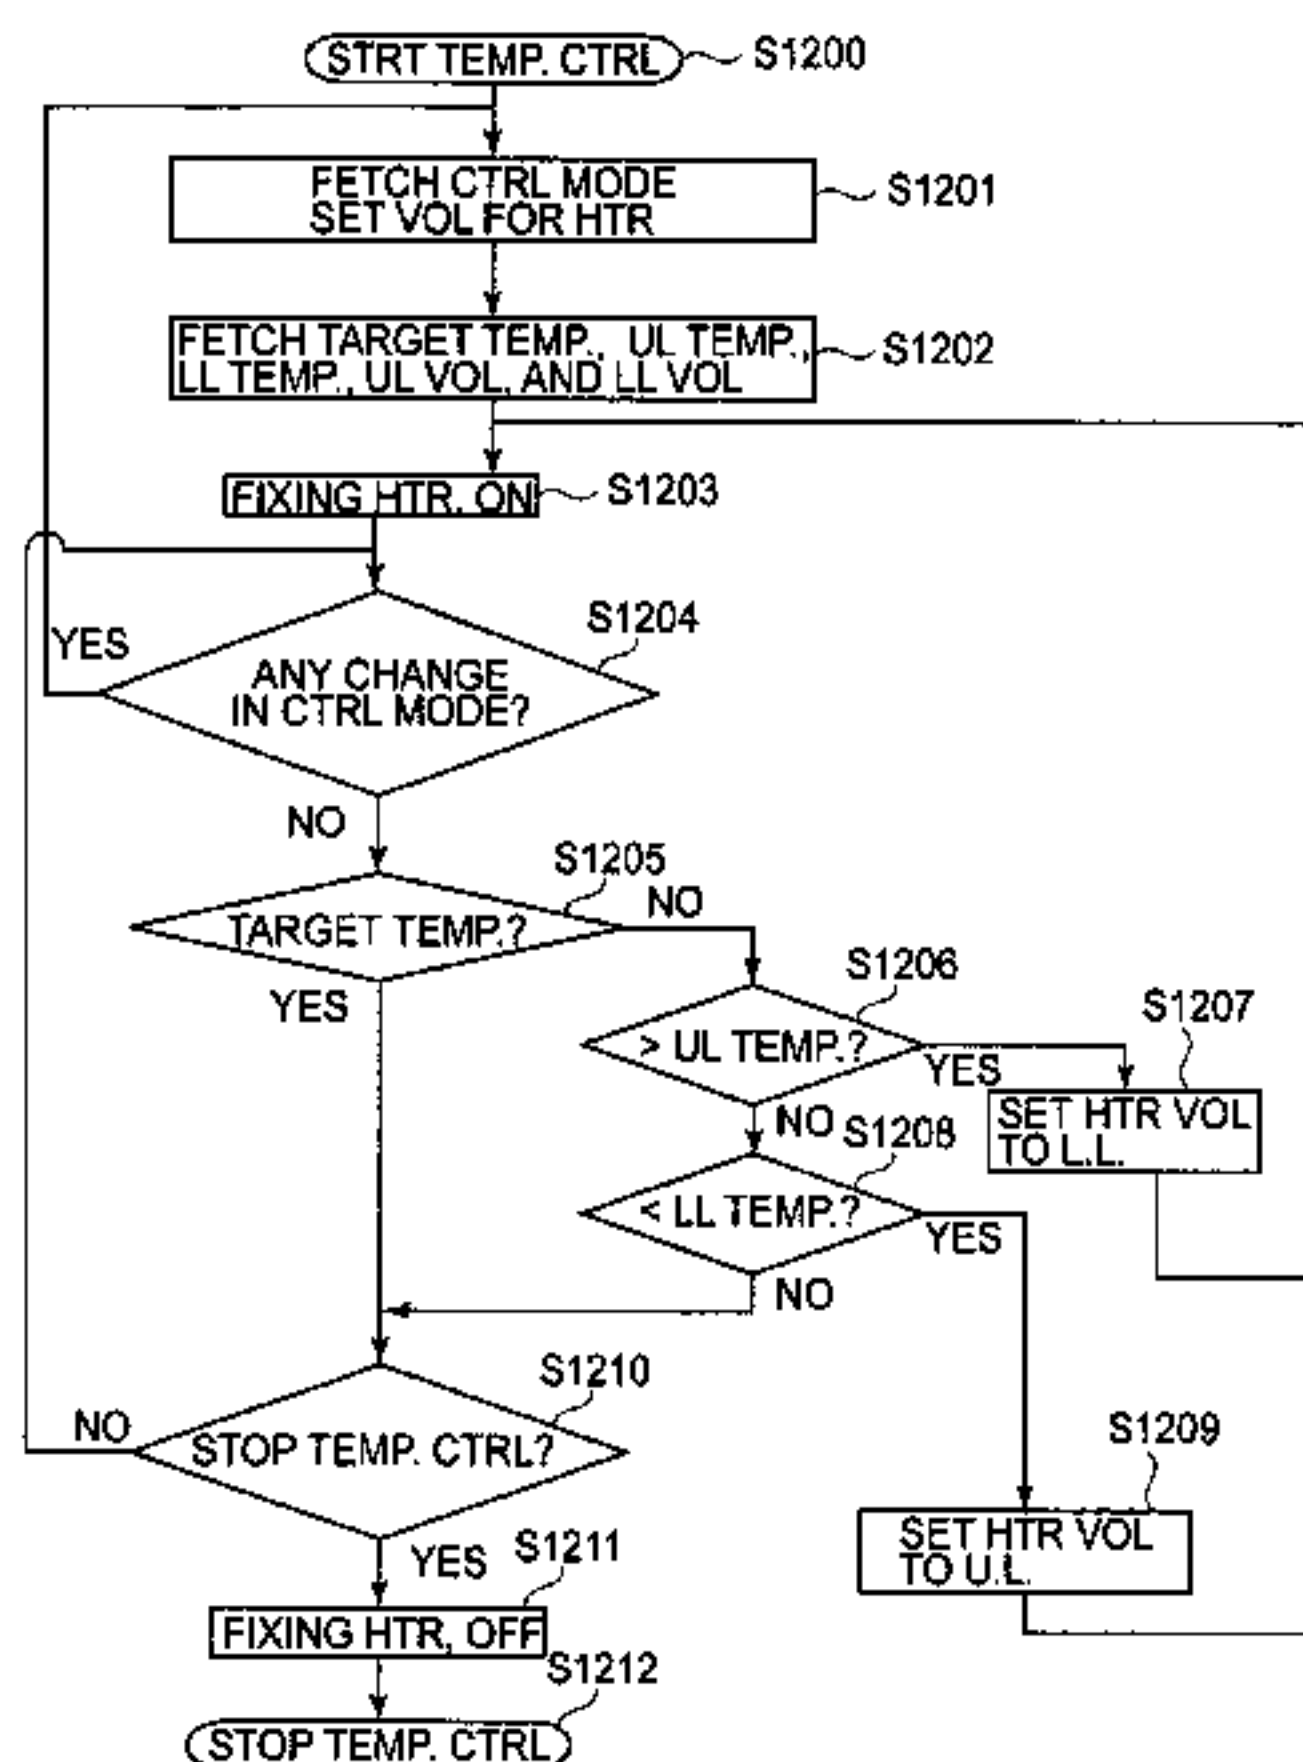 STRT TEMP. CTRL
S1200
FETCH CTRL MODE
SET VOL FOR HTR
S1201
FETCH TARGET TEMP., UL TEMP.,
LL TEMP., UL VOL, AND LL VOL
S1202
FIXING HTR, ON
S1203
S1204
YES
ANY CHANGE
IN CTRL MODE?
NO
S1205
TARGET TEMP.?
NO
YES
S1206
> UL TEMP.?
YES
S1207
SET HTR VOL
TO L.L.
NO
S1208
< LL TEMP.?
YES
NO
S1210
NO
STOP TEMP. CTRL?
S1209
SET HTR VOL
TO U.L.
YES
S1211
FIXING HTR, OFF
S1212
STOP TEMP. CTRL